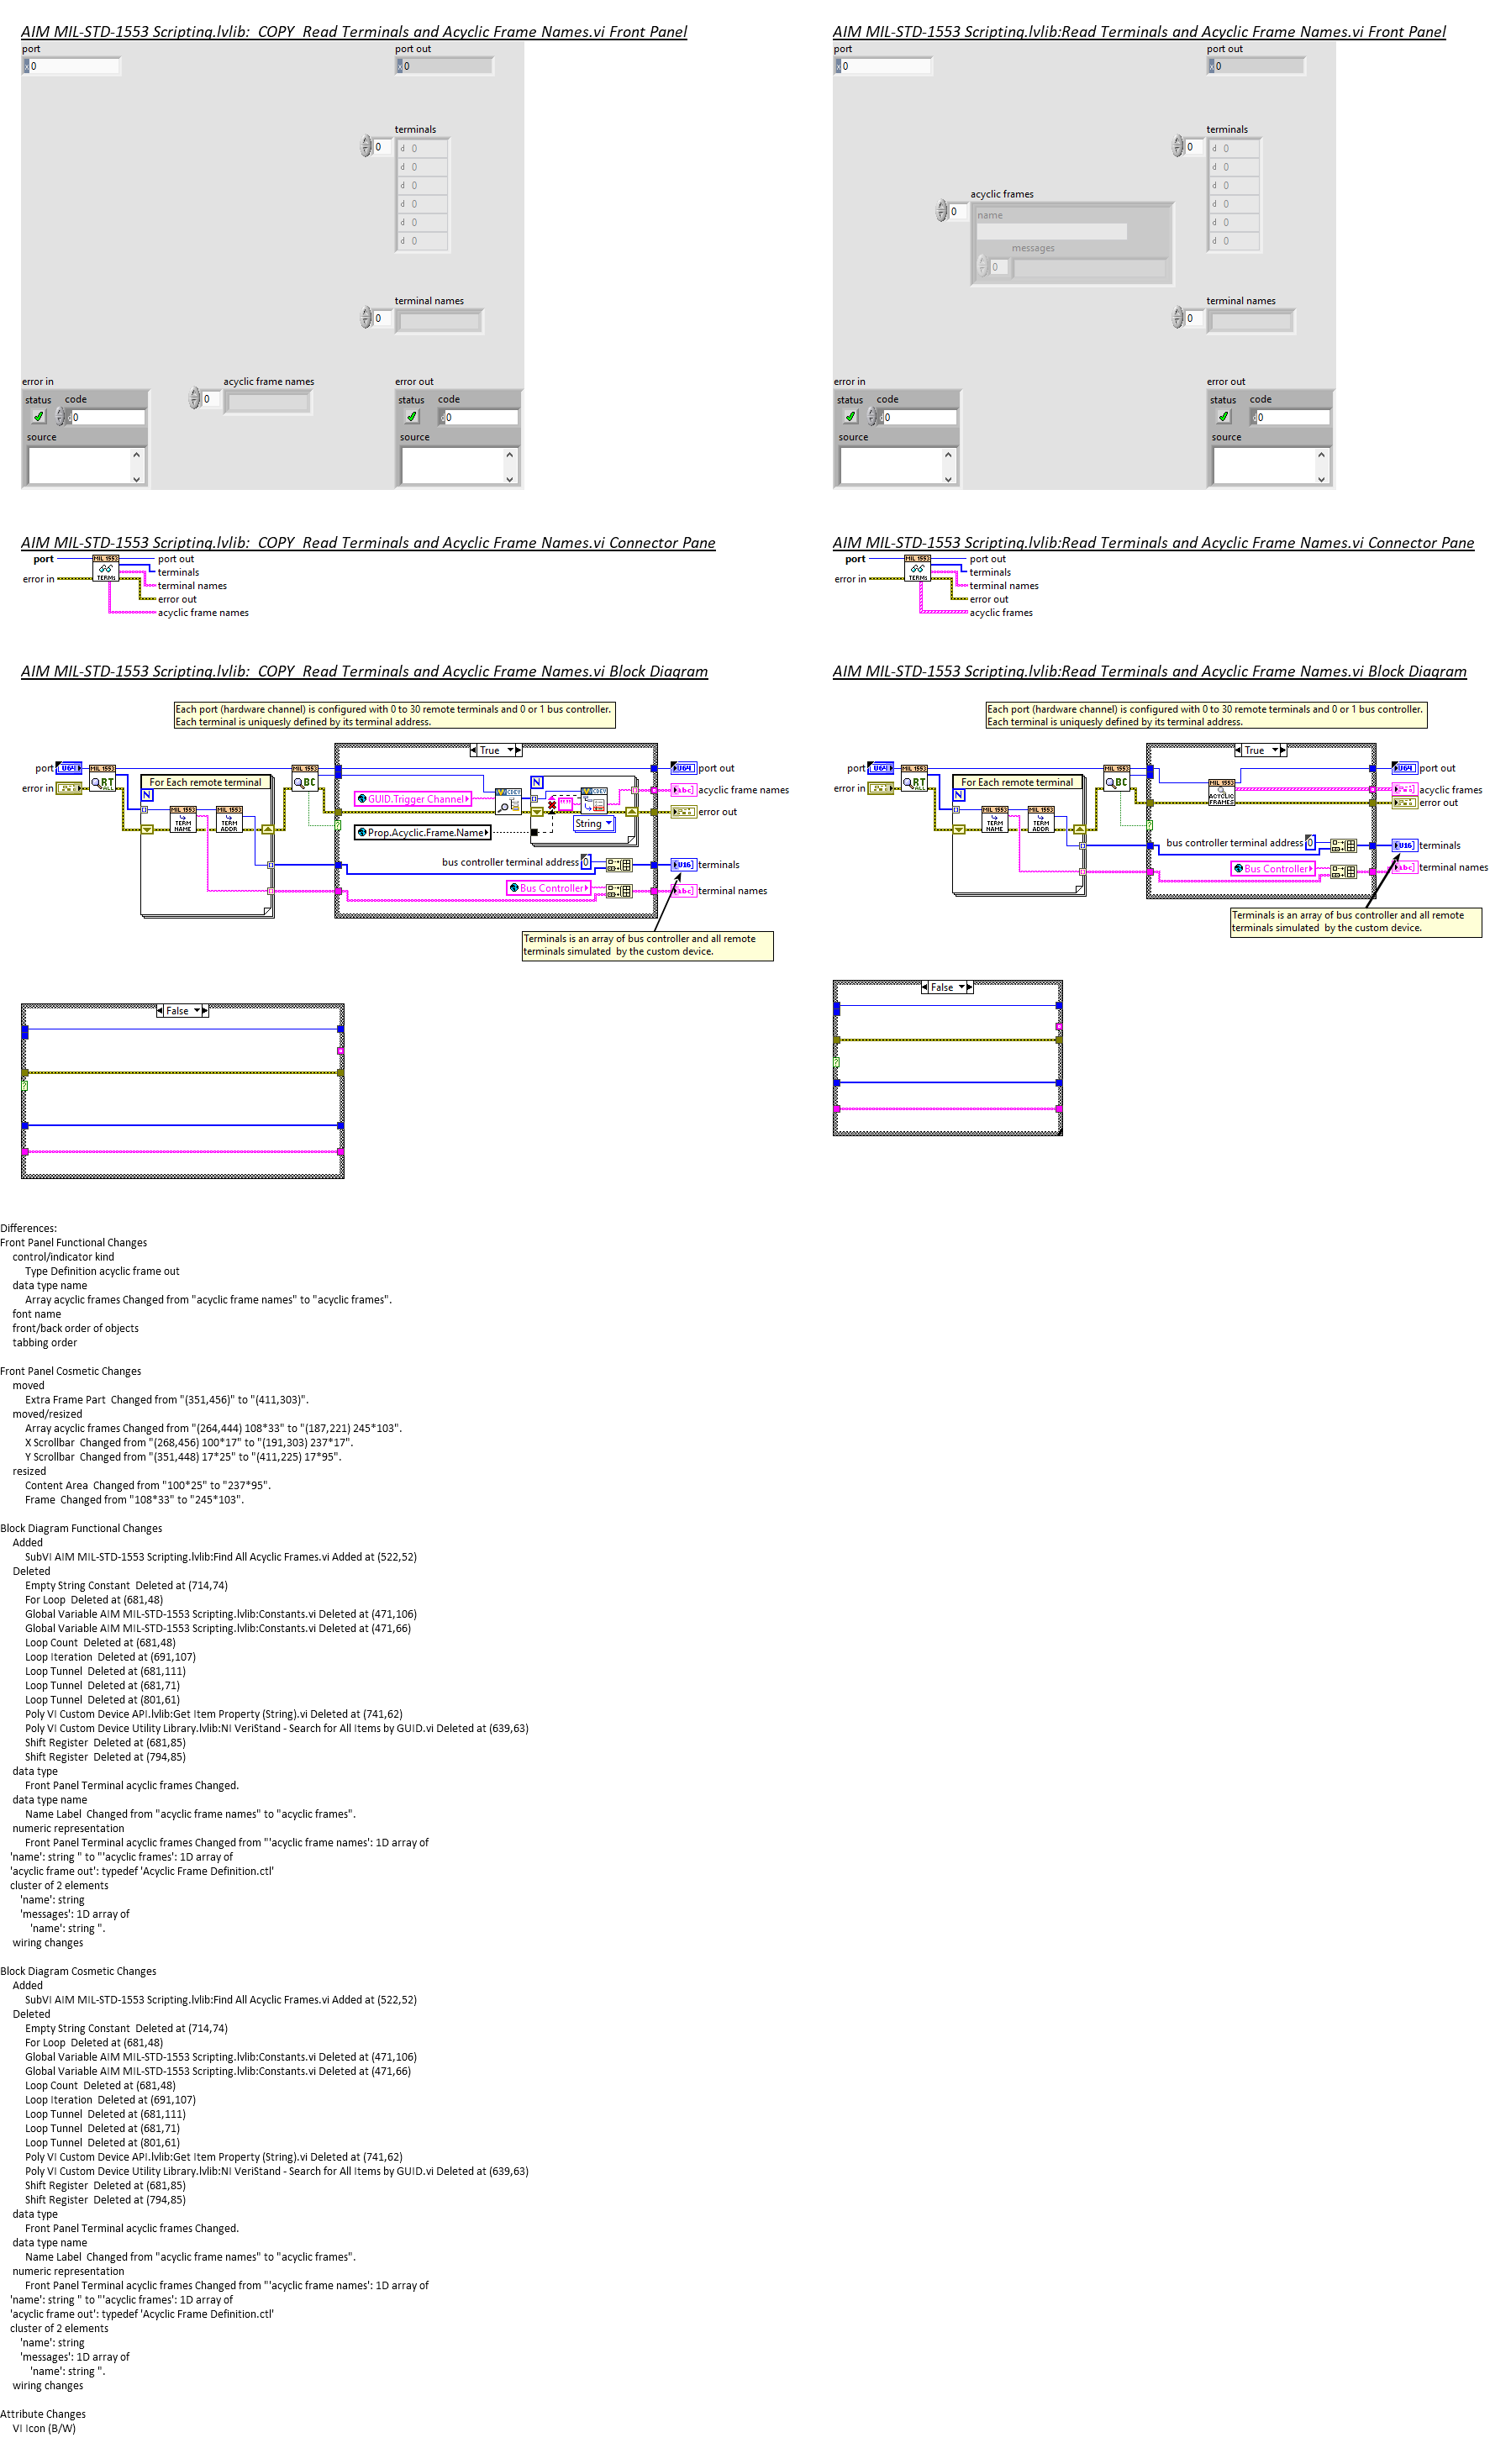 AIM MIL-STD-1553 Scripting.lvlib:  COPY  Read Terminals and Acyclic Frame Names.vi Front Panel
port
0
port out
0
terminals
0
d 0
d 0
d 0
d 0
d 0
d 0
terminal names
0
error in
status code
0
source
acyclic frame names
0
error out
status code
0
source
AIM MIL-STD-1553 Scripting.lvlib:Read Terminals and Acyclic Frame Names.vi Front Panel
port
0
port out
0
terminals
0
d 0
d 0
d 0
d 0
d 0
d 0
acyclic frames
0
name
messages
0
terminal names
0
error in
status code
0
source
error out
status code
0
source
AIM MIL-STD-1553 Scripting.lvlib:  COPY  Read Terminals and Acyclic Frame Names.vi Connector Pane
port
error in
MIL 1553
TERMS
port out
terminals
terminal names
error out
acyclic frame names
AIM MIL-STD-1553 Scripting.lvlib:Read Terminals and Acyclic Frame Names.vi Connector Pane
port
error in
MIL 1553
TERMS
port out
terminals
terminal names
error out
acyclic frames
AIM MIL-STD-1553 Scripting.lvlib:  COPY  Read Terminals and Acyclic Frame Names.vi Block Diagram
Each port (hardware channel) is configured with 0 to 30 remote terminals and 0 or 1 bus controller.
Each terminal is uniquesly defined by its terminal address.
True
port
U64
error in
MIL 1553
RT
ALL
For Each remote terminal
N
MIL 1553
TERM
NAME
MIL 1553
TERM
ADDR
MIL 1553
BC
GUID.Trigger Channel
Prop.Acyclic.Frame.Name
N
String
bus controller terminal address
0
Bus Controller
U64
port out
abc
acyclic frame names
error out
U16
terminals
abc
terminal names
Terminals is an array of bus controller and all remote
terminals simulated  by the custom device.
False
AIM MIL-STD-1553 Scripting.lvlib:Read Terminals and Acyclic Frame Names.vi Block Diagram
Each port (hardware channel) is configured with 0 to 30 remote terminals and 0 or 1 bus controller.
Each terminal is uniquesly defined by its terminal address.
True
port
U64
error in
MIL 1553
RT
ALL
For Each remote terminal
N
MIL 1553
TERM
NAME
MIL 1553
TERM
ADDR
MIL 1553
BC
MIL 1553
ACYCLIC
FRAMES
bus controller terminal address
0
Bus Controller
U64
port out
acyclic frames
error out
U16
terminals
abc
terminal names
Terminals is an array of bus controller and all remote
terminals simulated  by the custom device.
False
Differences:
Front Panel Functional Changes
control/indicator kind
Type Definition acyclic frame out
data type name
Array acyclic frames Changed from "acyclic frame names" to "acyclic frames".
font name
front/back order of objects
tabbing order
Front Panel Cosmetic Changes
moved
Extra Frame Part  Changed from "(351,456)" to "(411,303)".
moved/resized
Array acyclic frames Changed from "(264,444) 108*33" to "(187,221) 245*103".
X Scrollbar  Changed from "(268,456) 100*17" to "(191,303) 237*17".
Y Scrollbar  Changed from "(351,448) 17*25" to "(411,225) 17*95".
resized
Content Area  Changed from "100*25" to "237*95".
Frame  Changed from "108*33" to "245*103".
Block Diagram Functional Changes
Added
SubVI AIM MIL-STD-1553 Scripting.lvlib:Find All Acyclic Frames.vi Added at (522,52)
Deleted
Empty String Constant  Deleted at (714,74)
For Loop  Deleted at (681,48)
Global Variable AIM MIL-STD-1553 Scripting.lvlib:Constants.vi Deleted at (471,106)
Global Variable AIM MIL-STD-1553 Scripting.lvlib:Constants.vi Deleted at (471,66)
Loop Count  Deleted at (681,48)
Loop Iteration  Deleted at (691,107)
Loop Tunnel  Deleted at (681,111)
Loop Tunnel  Deleted at (681,71)
Loop Tunnel  Deleted at (801,61)
Poly VI Custom Device API.lvlib:Get Item Property (String).vi Deleted at (741,62)
Poly VI Custom Device Utility Library.lvlib:NI VeriStand - Search for All Items by GUID.vi Deleted at (639,63)
Shift Register  Deleted at (681,85)
Shift Register  Deleted at (794,85)
data type
Front Panel Terminal acyclic frames Changed.
data type name
Name Label  Changed from "acyclic frame names" to "acyclic frames".
numeric representation
Front Panel Terminal acyclic frames Changed from "'acyclic frame names': 1D array of
'name': string " to "'acyclic frames': 1D array of
'acyclic frame out': typedef 'Acyclic Frame Definition.ctl'
cluster of 2 elements
'name': string
'messages': 1D array of
'name': string ".
wiring changes
Block Diagram Cosmetic Changes
Added
SubVI AIM MIL-STD-1553 Scripting.lvlib:Find All Acyclic Frames.vi Added at (522,52)
Deleted
Empty String Constant  Deleted at (714,74)
For Loop  Deleted at (681,48)
Global Variable AIM MIL-STD-1553 Scripting.lvlib:Constants.vi Deleted at (471,106)
Global Variable AIM MIL-STD-1553 Scripting.lvlib:Constants.vi Deleted at (471,66)
Loop Count  Deleted at (681,48)
Loop Iteration  Deleted at (691,107)
Loop Tunnel  Deleted at (681,111)
Loop Tunnel  Deleted at (681,71)
Loop Tunnel  Deleted at (801,61)
Poly VI Custom Device API.lvlib:Get Item Property (String).vi Deleted at (741,62)
Poly VI Custom Device Utility Library.lvlib:NI VeriStand - Search for All Items by GUID.vi Deleted at (639,63)
Shift Register  Deleted at (681,85)
Shift Register  Deleted at (794,85)
data type
Front Panel Terminal acyclic frames Changed.
data type name
Name Label  Changed from "acyclic frame names" to "acyclic frames".
numeric representation
Front Panel Terminal acyclic frames Changed from "'acyclic frame names': 1D array of
'name': string " to "'acyclic frames': 1D array of
'acyclic frame out': typedef 'Acyclic Frame Definition.ctl'
cluster of 2 elements
'name': string
'messages': 1D array of
'name': string ".
wiring changes
Attribute Changes
VI Icon (B/W)